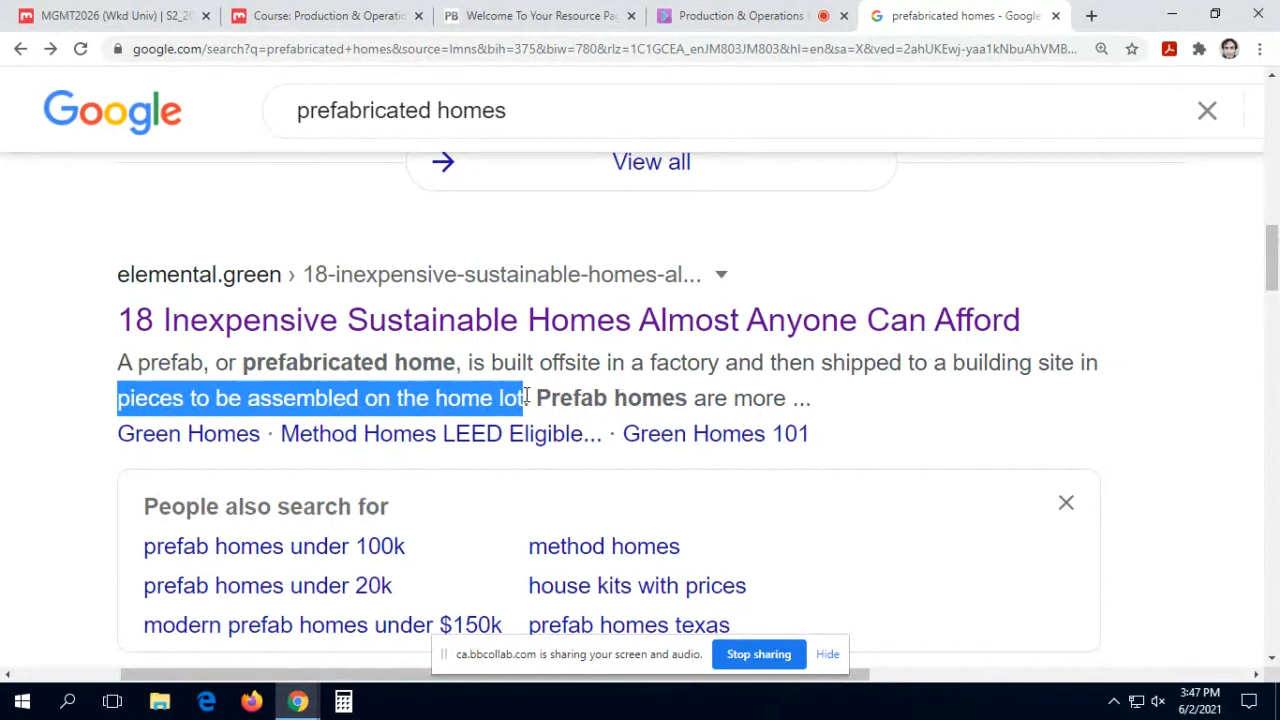 MGMT2026 (Wkd Univ) | S2_20
Course: Production & Operatio
Welcome To Your Resource Pag
Production & Operations
prefabricated homes - Google
google.com/search?q=prefabricated+homes&source=lmns&bih=375&biw=780&rlz=1C1GCEA_enJM803JM803&hl=en&sa=X&ved=2ahUKEwj-yaa1kNbuAhVMB...
Google
prefabricated homes
View all
elemental.green › 18-inexpensive-sustainable-homes-al...
18 Inexpensive Sustainable Homes Almost Anyone Can Afford
A prefab, or prefabricated home, is built offsite in a factory and then shipped to a building site in
pieces to be assembled on the home lot. Prefab homes are more ...
Green Homes · Method Homes LEED Eligible... · Green Homes 101
People also search for
prefab homes under 100k
method homes
prefab homes under 20k
house kits with prices
modern prefab homes under $150k
prefab homes texas
ca.bbcollab.com is sharing your screen and audio.
Stop sharing
Hide
3:47 PM
6/2/2021